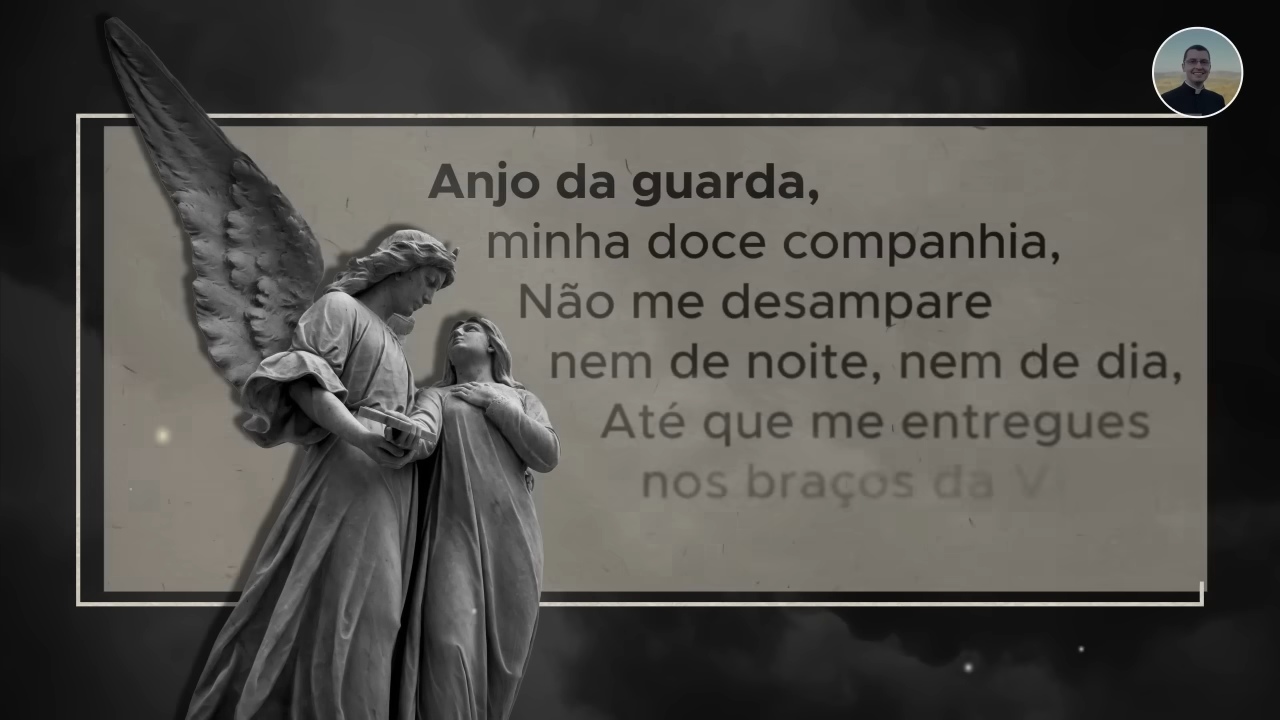 Anjo da guarda,
minha doce companhia,
Não me desampare
nem de noite, nem de dia,
Até que me entregues
nos braços da